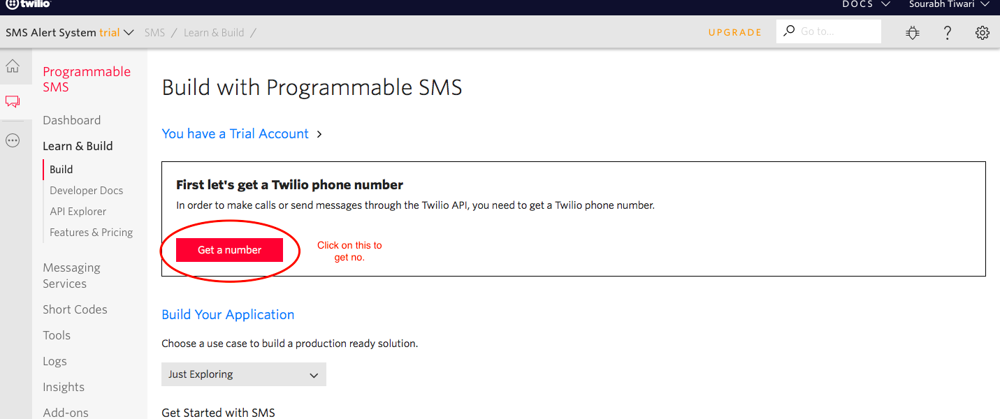 twilio
DOCS
Sourabh Tiwari
SMS Alert System trial
SMS / Learn & Build /
UPGRADE
Go to...
Programmable
SMS
Dashboard
Learn & Build
Build
Developer Docs
API Explorer
Features & Pricing
Messaging
Services
Short Codes
Tools
Logs
Insights
Add-ons
Build with Programmable SMS
You have a Trial Account
First let's get a Twilio phone number
In order to make calls or send messages through the Twilio API, you need to get a Twilio phone number.
Get a number
Click on this to
get no.
Build Your Application
Choose a use case to build a production ready solution.
Just Exploring
Get Started with SMS